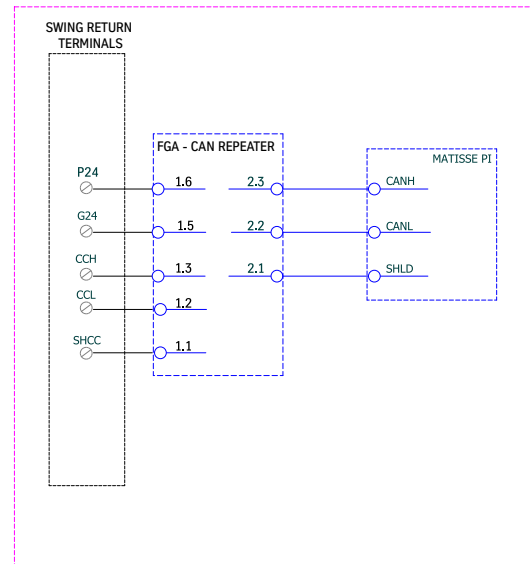 SWING RETURN
TERMINALS
FGA - CAN REPEATER
MATISSE PI
P24
1.6
2.3
CANH
G24
1.5
2.2
CANL
CCH
1.3
2.1
SHLD
CCL
1.2
SHCC
1.1